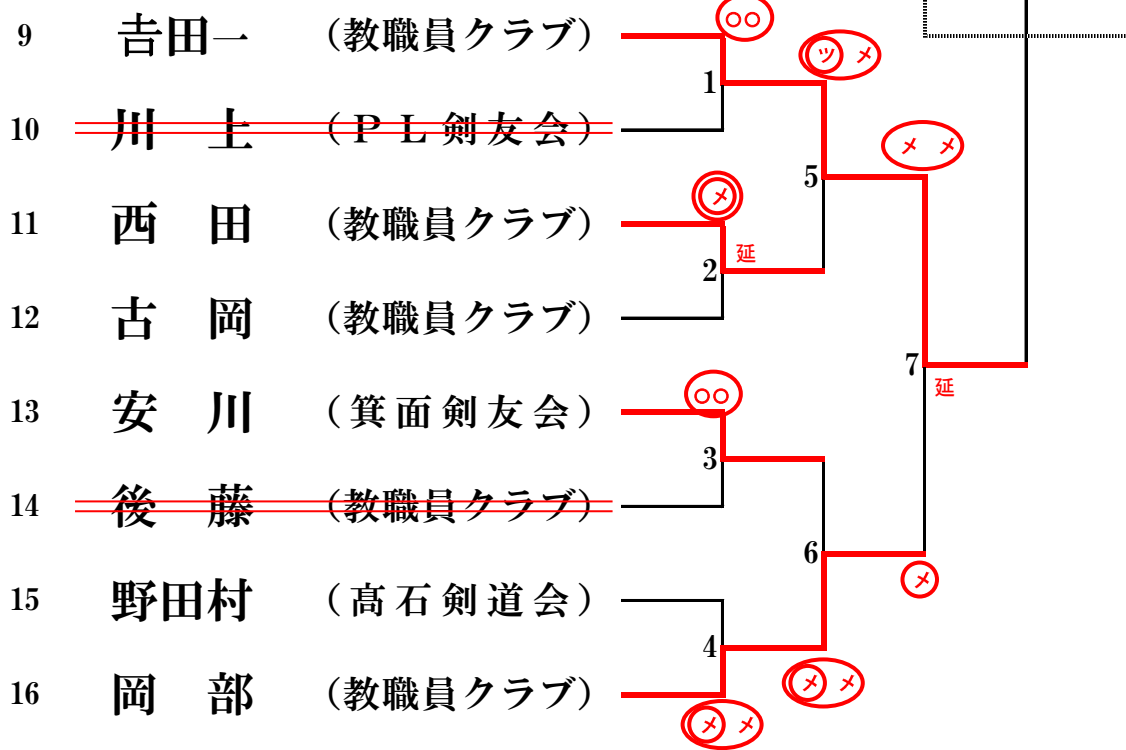 9 吉田一 （教職員クラブ） ○○
ツ メ
1
10 川 上 （ＰＬ剣友会）
メ メ
5
11 西 田 （教職員クラブ） メ
2 延
12 古 岡 （教職員クラブ）
7 延
13 安 川 （箕面剣友会） ○○
3
14 後 藤 （教職員クラブ）
6
メ
15 野田村 （髙石剣道会）
4
16 岡 部 （教職員クラブ） メ メ
メ メ